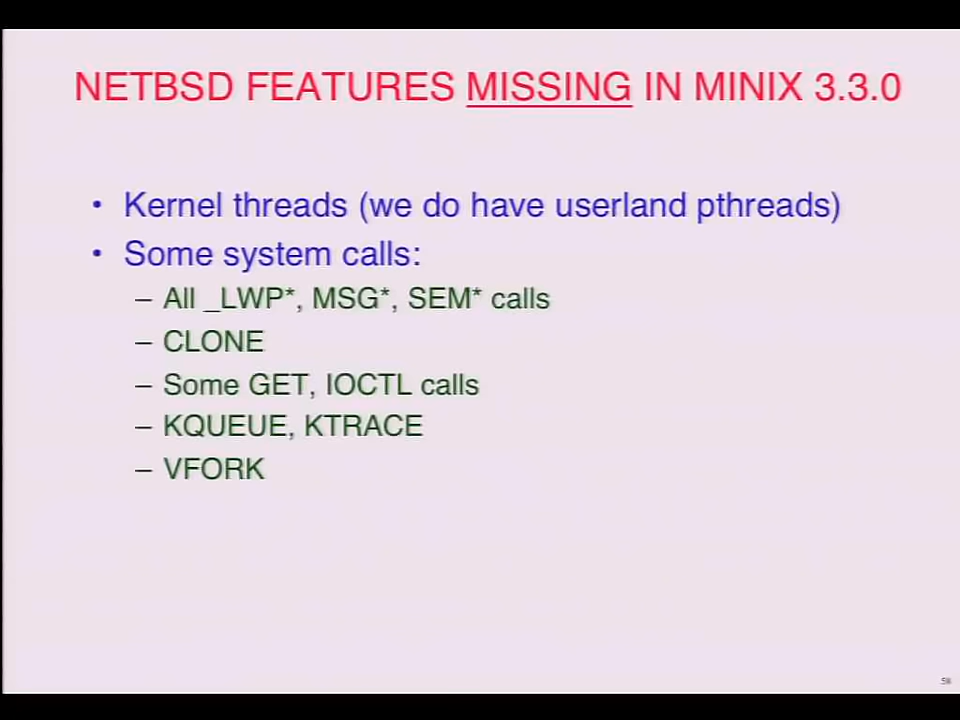 NETBSD FEATURES MISSING IN MINIX 3.3.0
• Kernel threads (we do have userland pthreads)
• Some system calls:
– All _LWP*, MSG*, SEM* calls
– CLONE
– Some GET, IOCTL calls
– KQUEUE, KTRACE
– VFORK